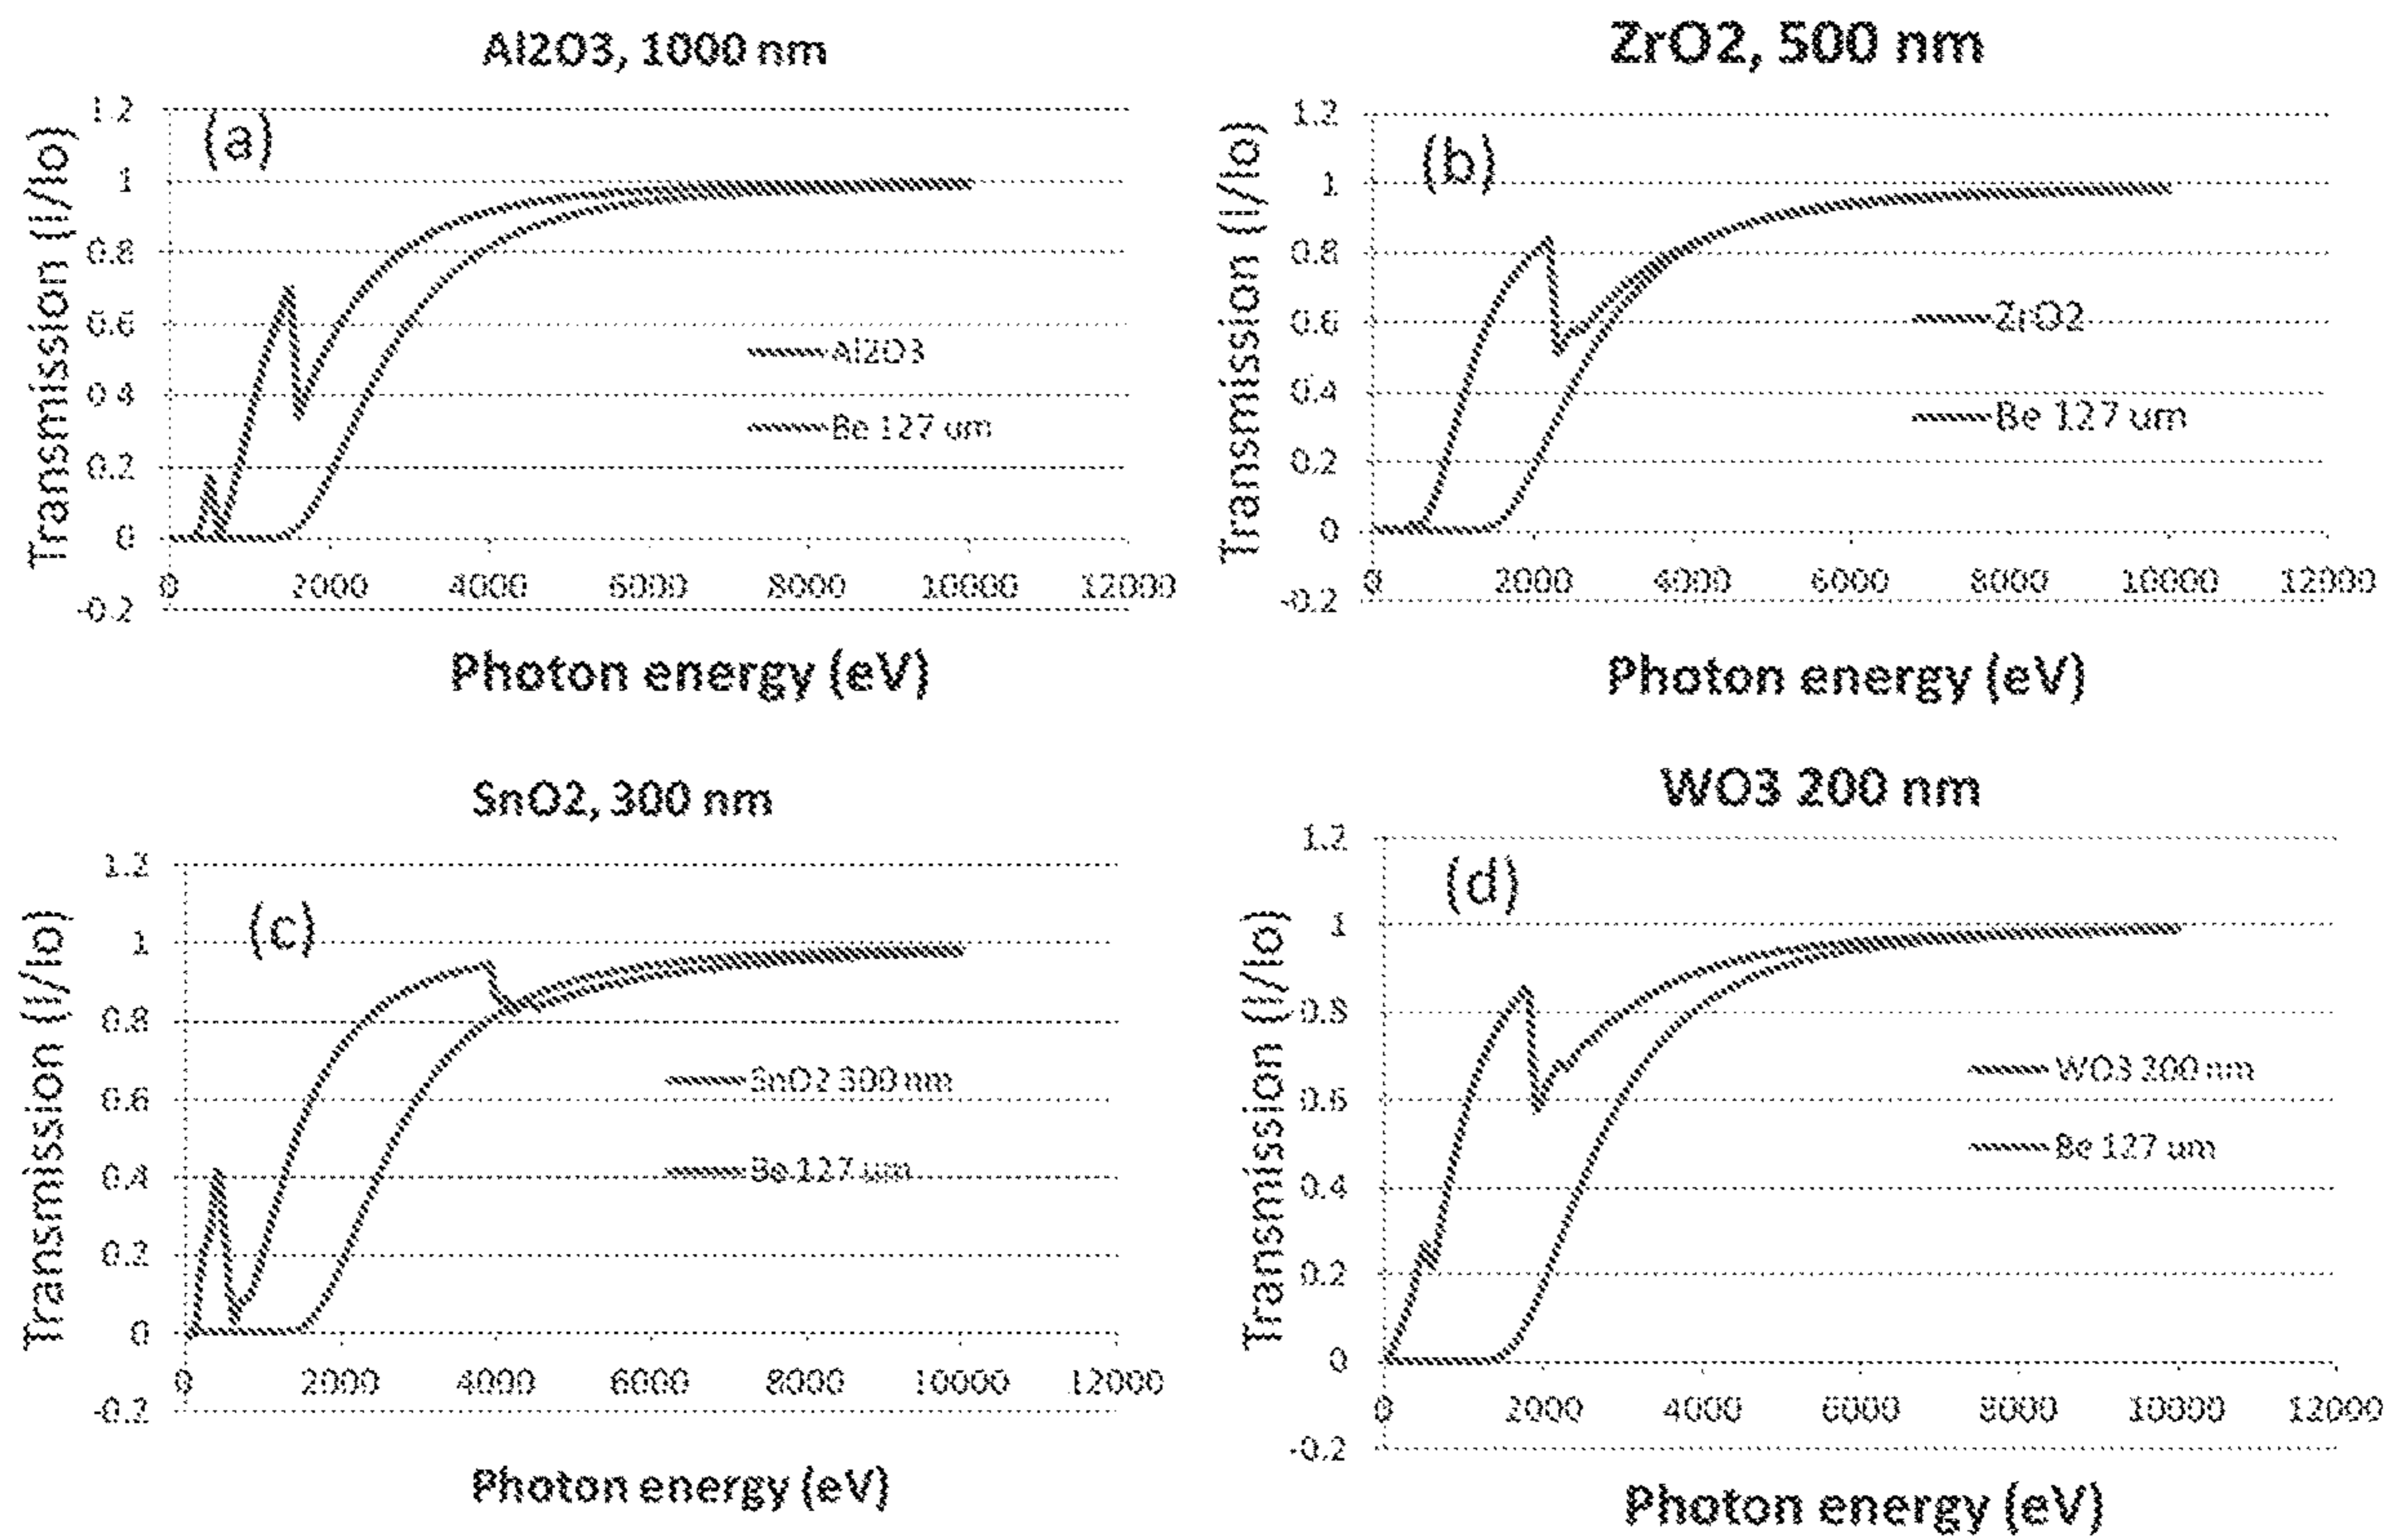 Al2O3, 1000 nm
(a)
Transmission (I/Io)
1.2
1
0.8
0.6
0.4
0.2
0
-0.2
0 2000 4000 6000 8000 10000 12000
Al2O3
Be 127 um
Photon energy (eV)
ZrO2, 500 nm
(b)
Transmission (I/Io)
1.2
1
0.8
0.6
0.4
0.2
0
-0.2
0 2000 4000 6000 8000 10000 12000
ZrO2
Be 127 um
Photon energy (eV)
SnO2, 300 nm
(c)
Transmission (I/Io)
1.2
1
0.8
0.6
0.4
0.2
0
-0.2
0 2000 4000 6000 8000 10000 12000
SnO2 300 nm
Be 127 um
Photon energy (eV)
WO3 200 nm
(d)
Transmission (I/Io)
1.2
1
0.8
0.6
0.4
0.2
0
-0.2
0 2000 4000 6000 8000 10000 12000
WO3 200 nm
Be 127 um
Photon energy (eV)